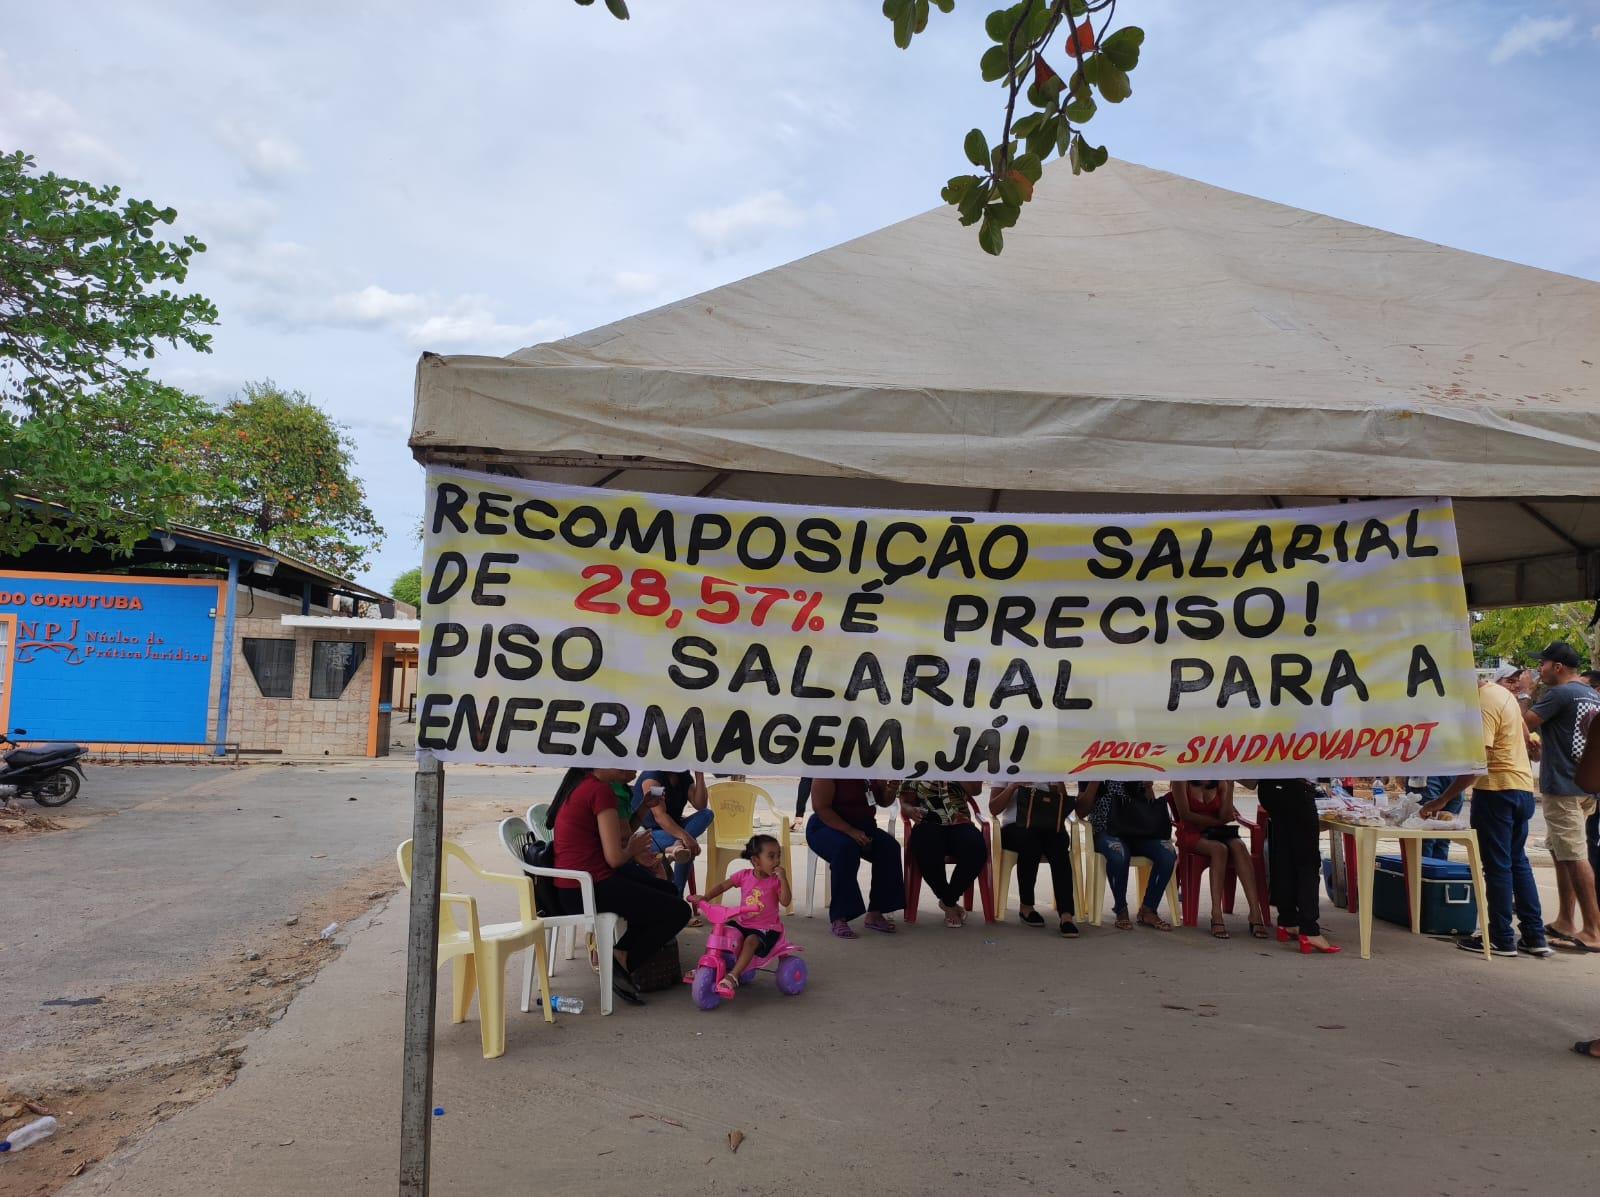 DO GORUTUBA
NPJ Núcleo de
Prática Jurídica
RECOMPOSIÇÃO SALARIAL
DE 28,57% É PRECISO!
PISO SALARIAL PARA A
ENFERMAGEM, JÁ!
APOIO= SINDNOVAPORT